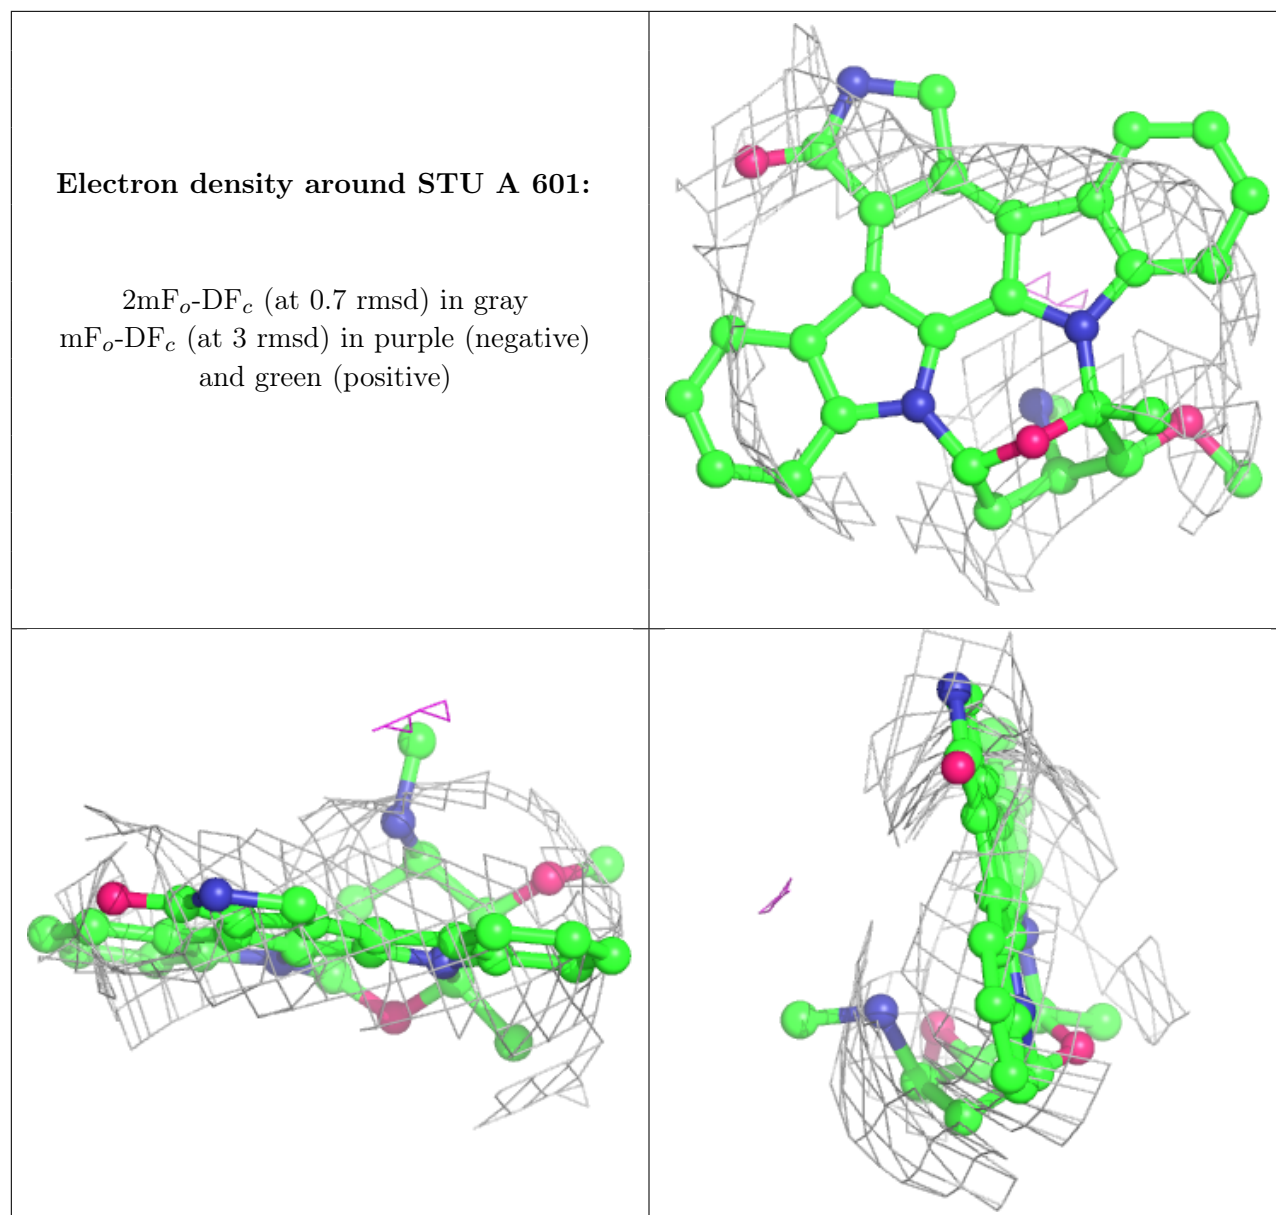 Electron density around STU A 601:
2mFo-DFc (at 0.7 rmsd) in gray
mFo-DFc (at 3 rmsd) in purple (negative)
and green (positive)